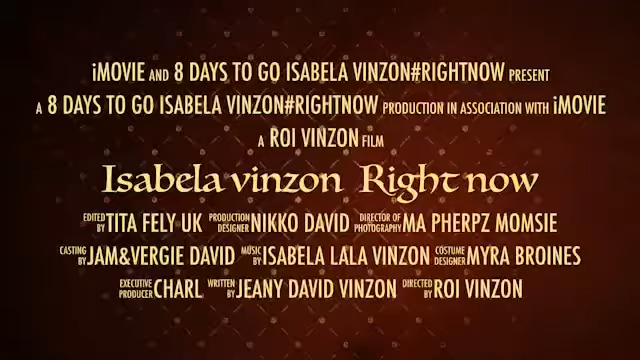 iMOVIE AND 8 DAYS TO GO ISABELA VINZON#RIGHTNOW PRESENT
A 8 DAYS TO GO ISABELA VINZON#RIGHTNOW PRODUCTION IN ASSOCIATION WITH iMOVIE
A ROI VINZON FILM
Isabela vinzon Right now
EDITED BY TITA FELY UK PRODUCTION DESIGNER NIKKO DAVID DIRECTOR OF PHOTOGRAPHY MA PHERPZ MOMSIE
CASTING BY JAM&VERGIE DAVID MUSIC BY ISABELA LALA VINZON COSTUME DESIGNER MYRA BROINES
EXECUTIVE PRODUCER CHARL WRITTEN BY JEANY DAVID VINZON DIRECTED BY ROI VINZON